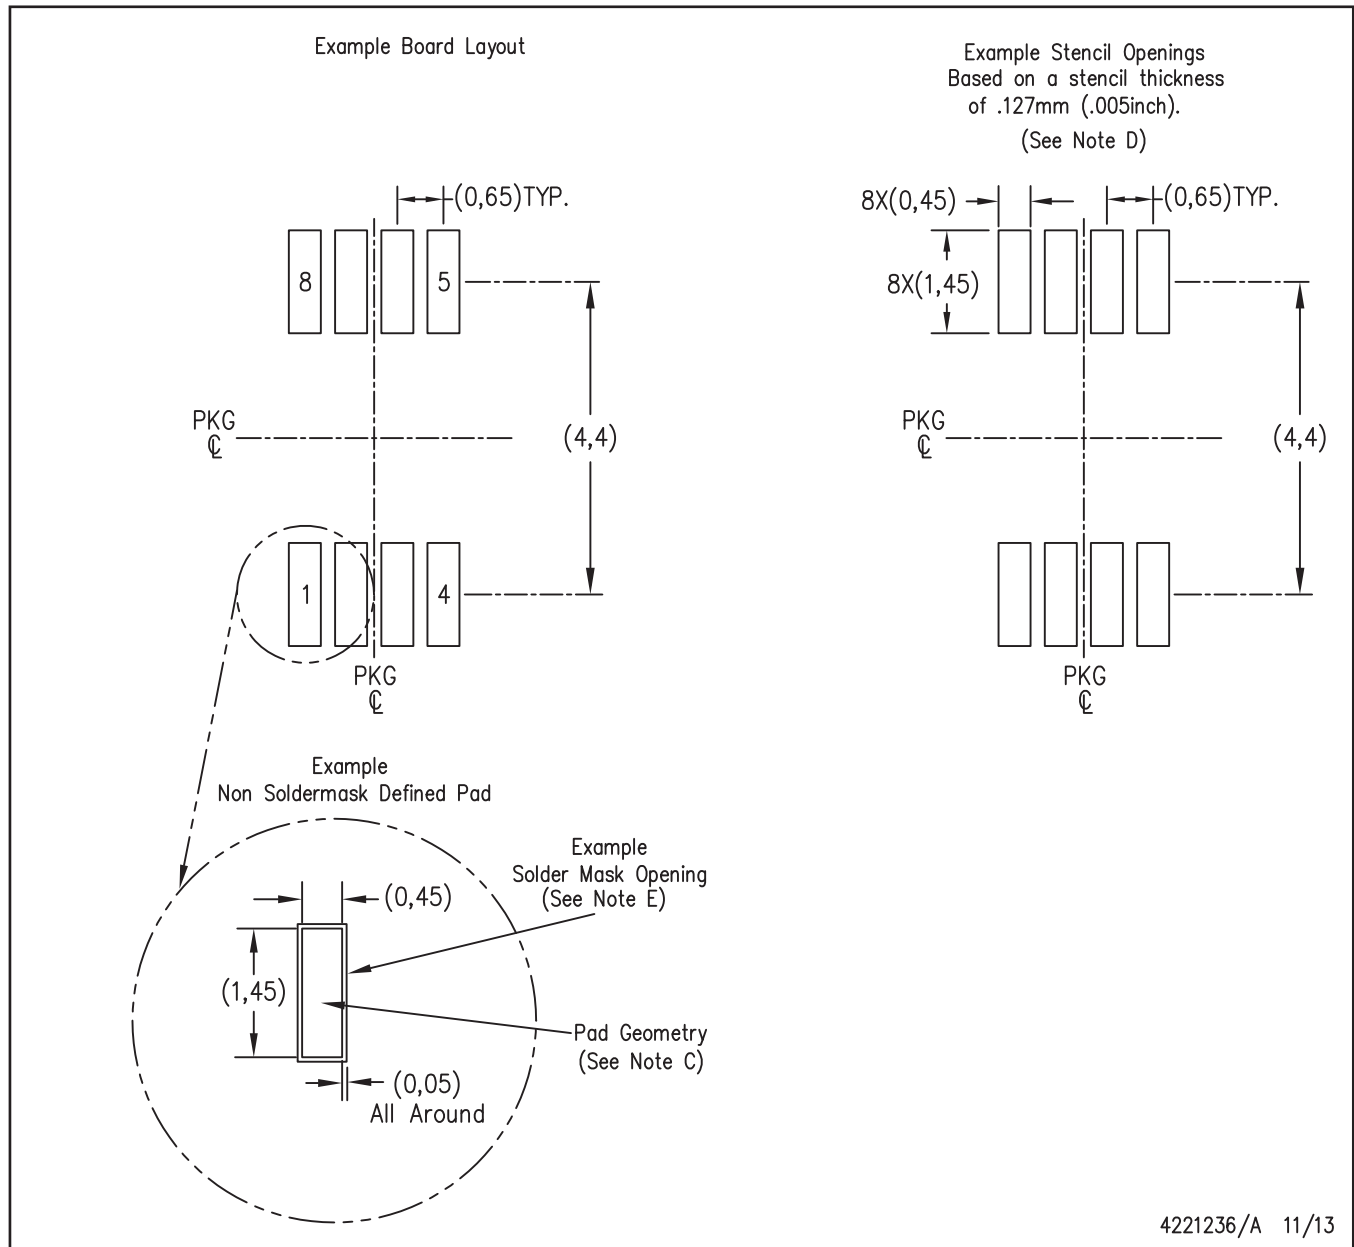 Example Board Layout
Example Stencil Openings
Based on a stencil thickness
of .127mm (.005inch).
(See Note D)
(0,65)TYP.
8X(0,45)
(0,65)TYP.
8
5
8X(1,45)
PKG
℄
(4,4)
PKG
℄
(4,4)
1
4
PKG
℄
PKG
℄
Example
Non Soldermask Defined Pad
Example
Solder Mask Opening
(See Note E)
(0,45)
(1,45)
Pad Geometry
(See Note C)
(0,05)
All Around
4221236/A 11/13